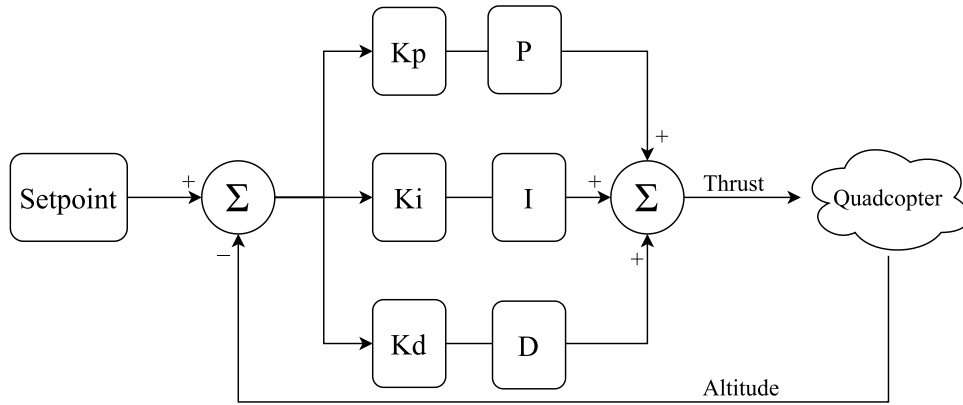 Kp P
+
Setpoint + Σ Ki I + Σ Thrust Quadcopter
− +
Kd D
Altitude